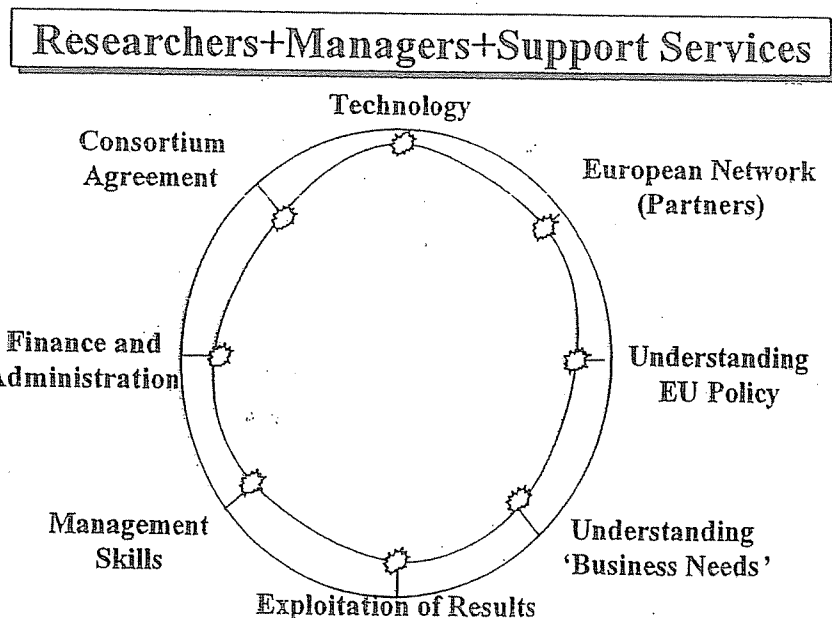 Researchers+Managers+Support Services
Technology
Consortium
Agreement
European Network
(Partners)
Finance and
Administration
Understanding
EU Policy
Management
Skills
Understanding
‘Business Needs’
Exploitation of Results